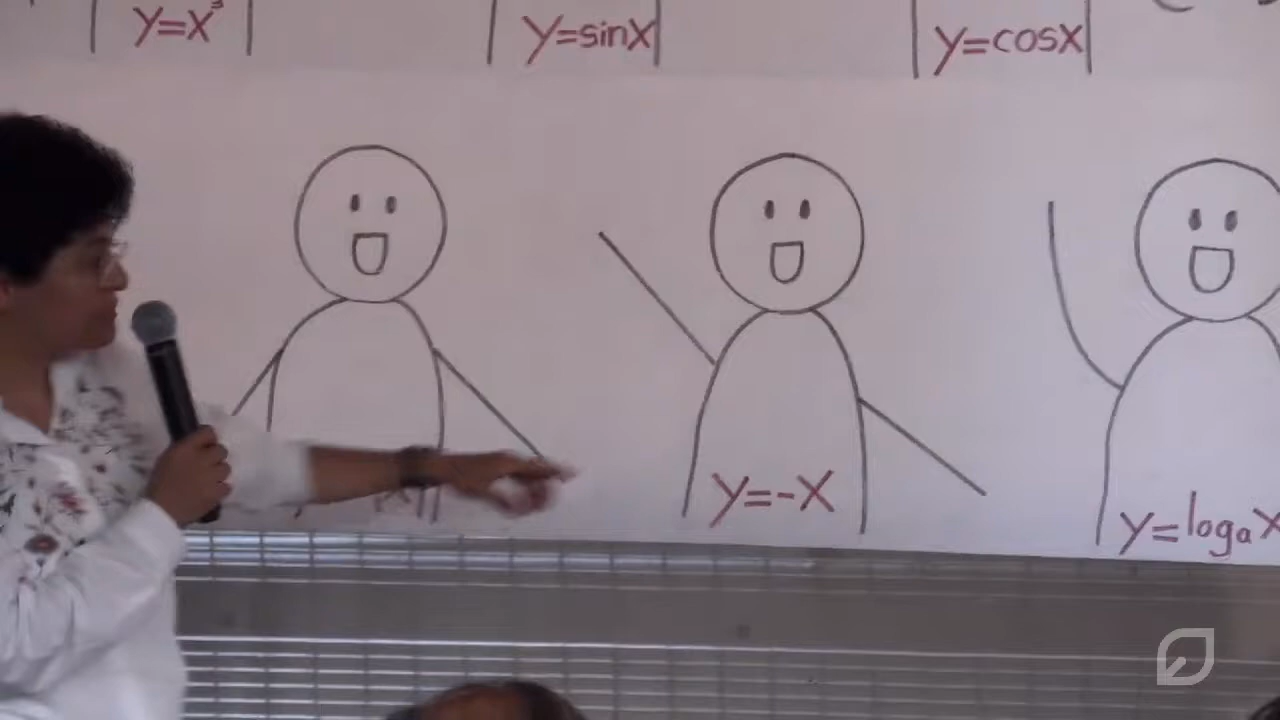 y=x³
y=sinx
y=cosx
y=-x
y=logₐx